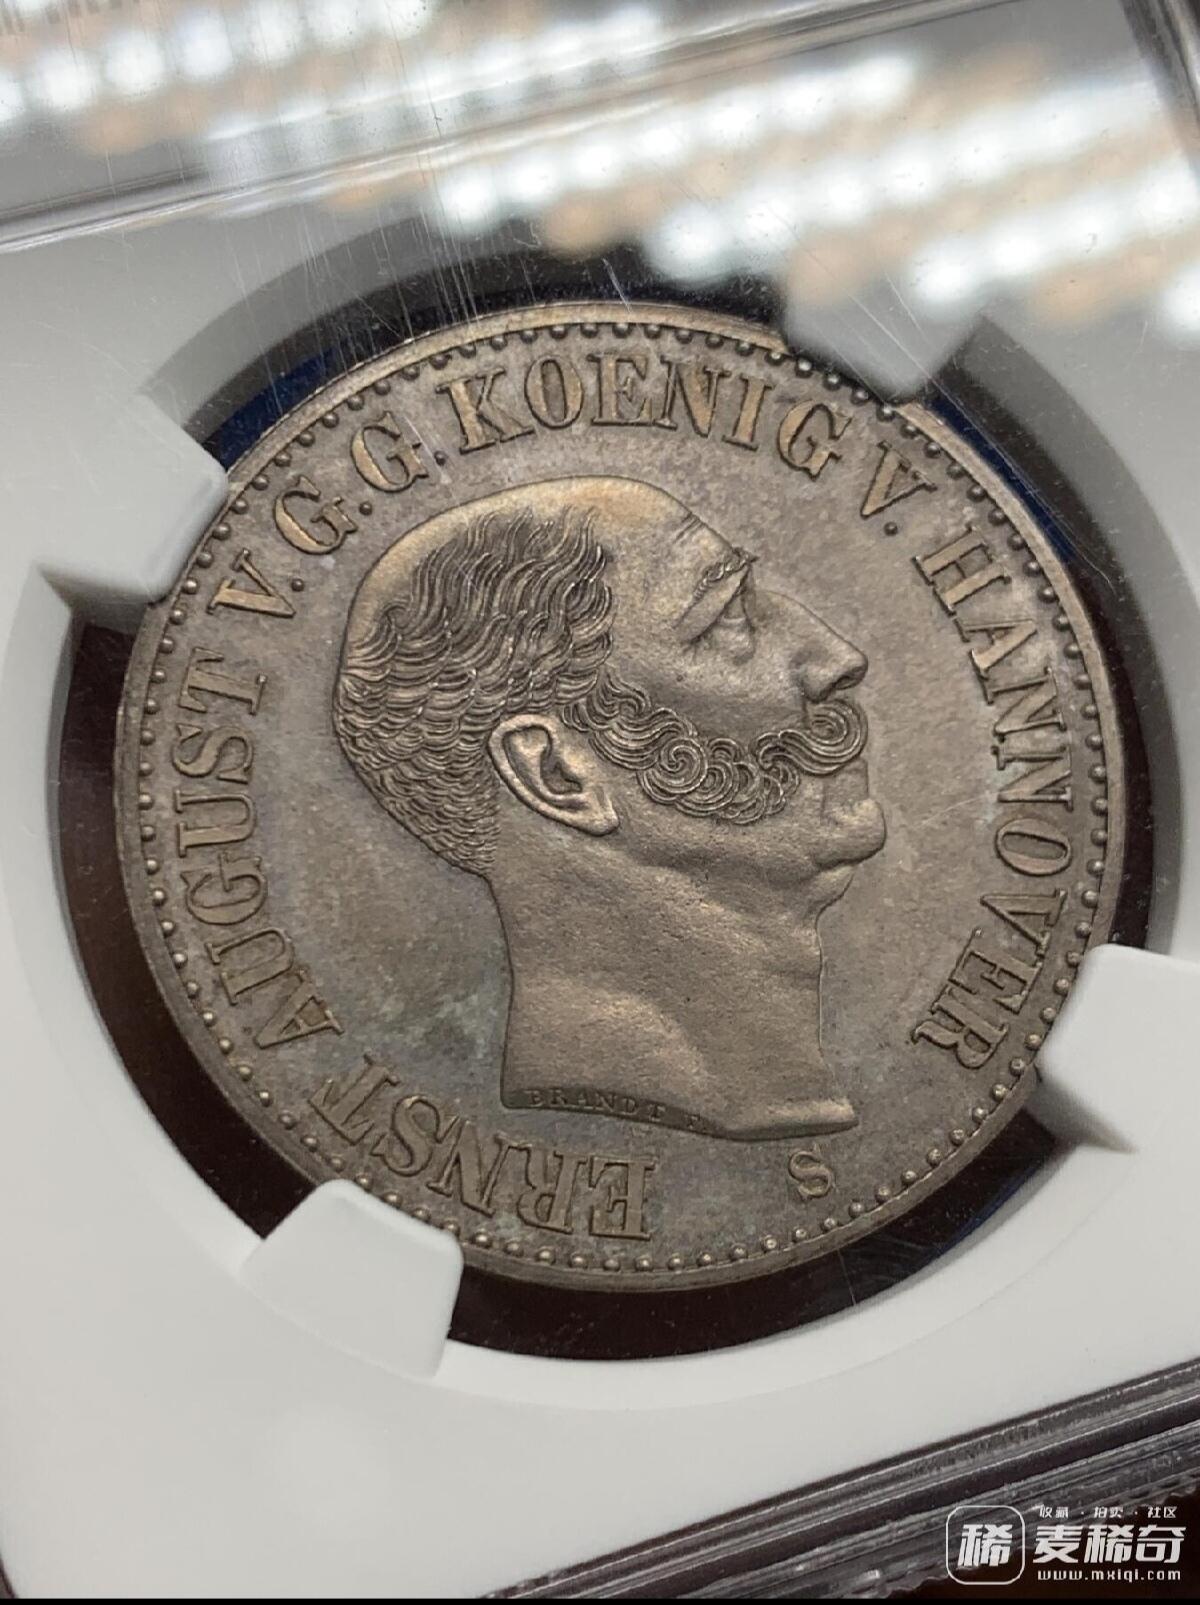 ERNST AUGUST V. G. G. KOENIG V. HANNOVER
BRANDT F.
S
稀
收藏 · 拍卖 · 社区
麦稀奇
www.mxiqi.com